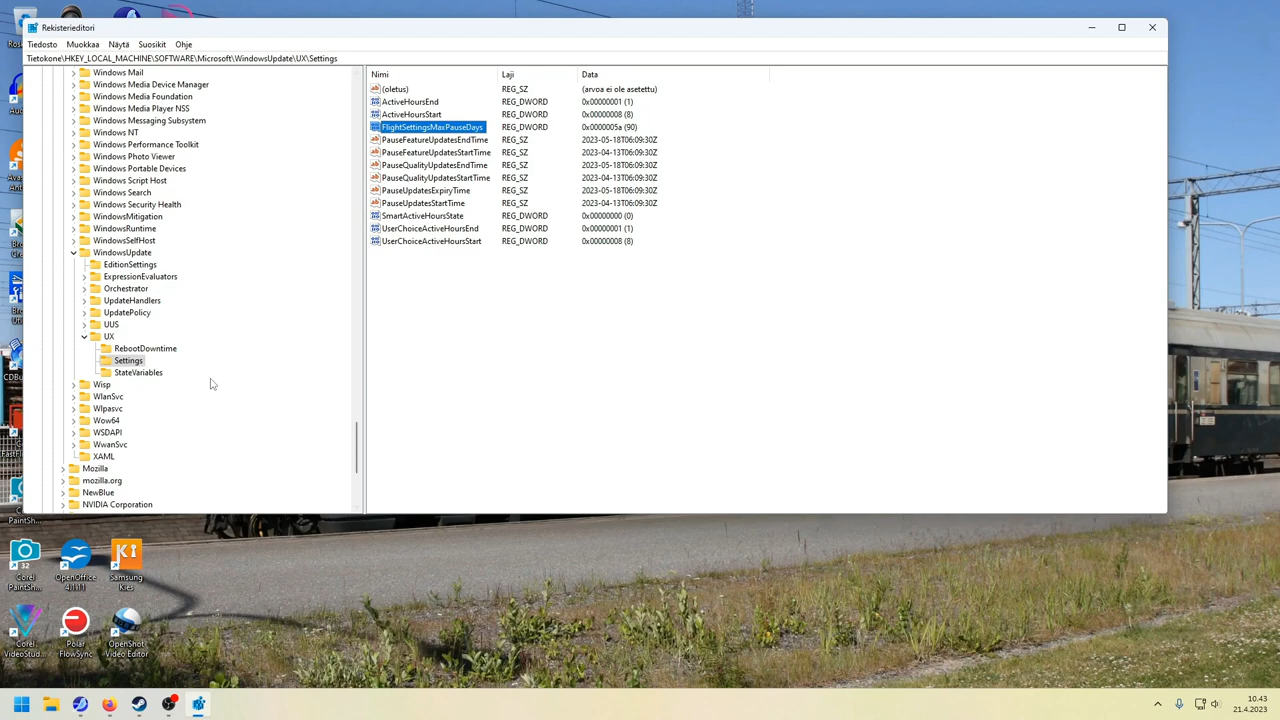 Rekisterieditori
Tiedosto Muokkaa Näytä Suosikit Ohje
Tietokone\HKEY_LOCAL_MACHINE\SOFTWARE\Microsoft\WindowsUpdate\UX\Settings
Windows Mail
Windows Media Device Manager
Windows Media Foundation
Windows Media Player NSS
Windows Messaging Subsystem
Windows NT
Windows Performance Toolkit
Windows Photo Viewer
Windows Portable Devices
Windows Script Host
Windows Search
Windows Security Health
WindowsMitigation
WindowsRuntime
WindowsSelfHost
WindowsUpdate
EditionSettings
ExpressionEvaluators
Orchestrator
UpdateHandlers
UpdatePolicy
UUS
UX
RebootDowntime
Settings
StateVariables
Wisp
WlanSvc
Wlpasvc
Wow64
WSDAPI
WwanSvc
XAML
Mozilla
mozilla.org
NewBlue
NVIDIA Corporation
Nimi Laji Data
(oletus) REG_SZ (arvoa ei ole asetettu)
ActiveHoursEnd REG_DWORD 0x00000001 (1)
ActiveHoursStart REG_DWORD 0x00000008 (8)
FlightSettingsMaxPauseDays REG_DWORD 0x0000005a (90)
PauseFeatureUpdatesEndTime REG_SZ 2023-05-18T06:09:30Z
PauseFeatureUpdatesStartTime REG_SZ 2023-04-13T06:09:30Z
PauseQualityUpdatesEndTime REG_SZ 2023-05-18T06:09:30Z
PauseQualityUpdatesStartTime REG_SZ 2023-04-13T06:09:30Z
PauseUpdatesExpiryTime REG_SZ 2023-05-18T06:09:30Z
PauseUpdatesStartTime REG_SZ 2023-04-13T06:09:30Z
SmartActiveHoursState REG_DWORD 0x00000000 (0)
UserChoiceActiveHoursEnd REG_DWORD 0x00000001 (1)
UserChoiceActiveHoursStart REG_DWORD 0x00000008 (8)
32
Ki
Corel
PaintSh...
OpenOffice
4.1.11
Samsung
Kies
Corel
VideoStud...
Polar
FlowSync
OpenShot
Video Editor
10.43
21.4.2023